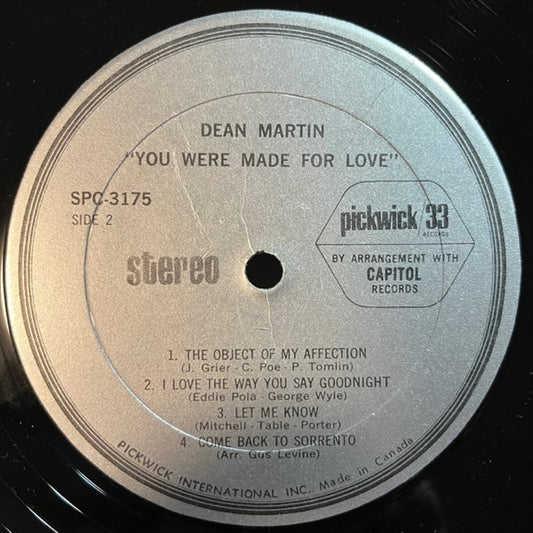 DEAN MARTIN
"YOU WERE MADE FOR LOVE"
SPC-3175
SIDE 2
pickwick/33
RECORDS
BY ARRANGEMENT WITH
CAPITOL
RECORDS
stereo
1. THE OBJECT OF MY AFFECTION
(J. Grier - C. Poe - P. Tomlin)
2. I LOVE THE WAY YOU SAY GOODNIGHT
(Eddie Pola - George Wyle)
3. LET ME KNOW
(Mitchell - Table - Porter)
4. COME BACK TO SORRENTO
(Arr. Gus Levine)
PICKWICK INTERNATIONAL INC.. Made in Canada